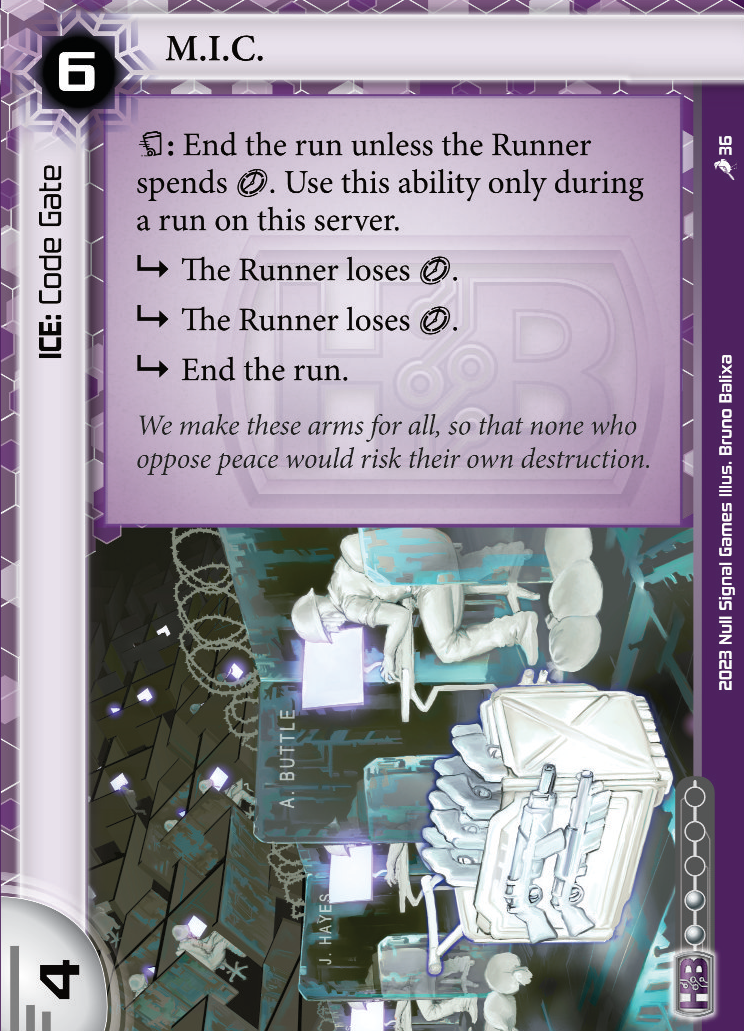 6
M.I.C.
: End the run unless the Runner
spends . Use this ability only during
a run on this server.
The Runner loses .
The Runner loses .
End the run.
We make these arms for all, so that none who
oppose peace would risk their own destruction.
ICE: Code Gate
4
A. BUTTLE
J. HAYES
36
2023 Null Signal Games Illus. Bruno Balixa
HB